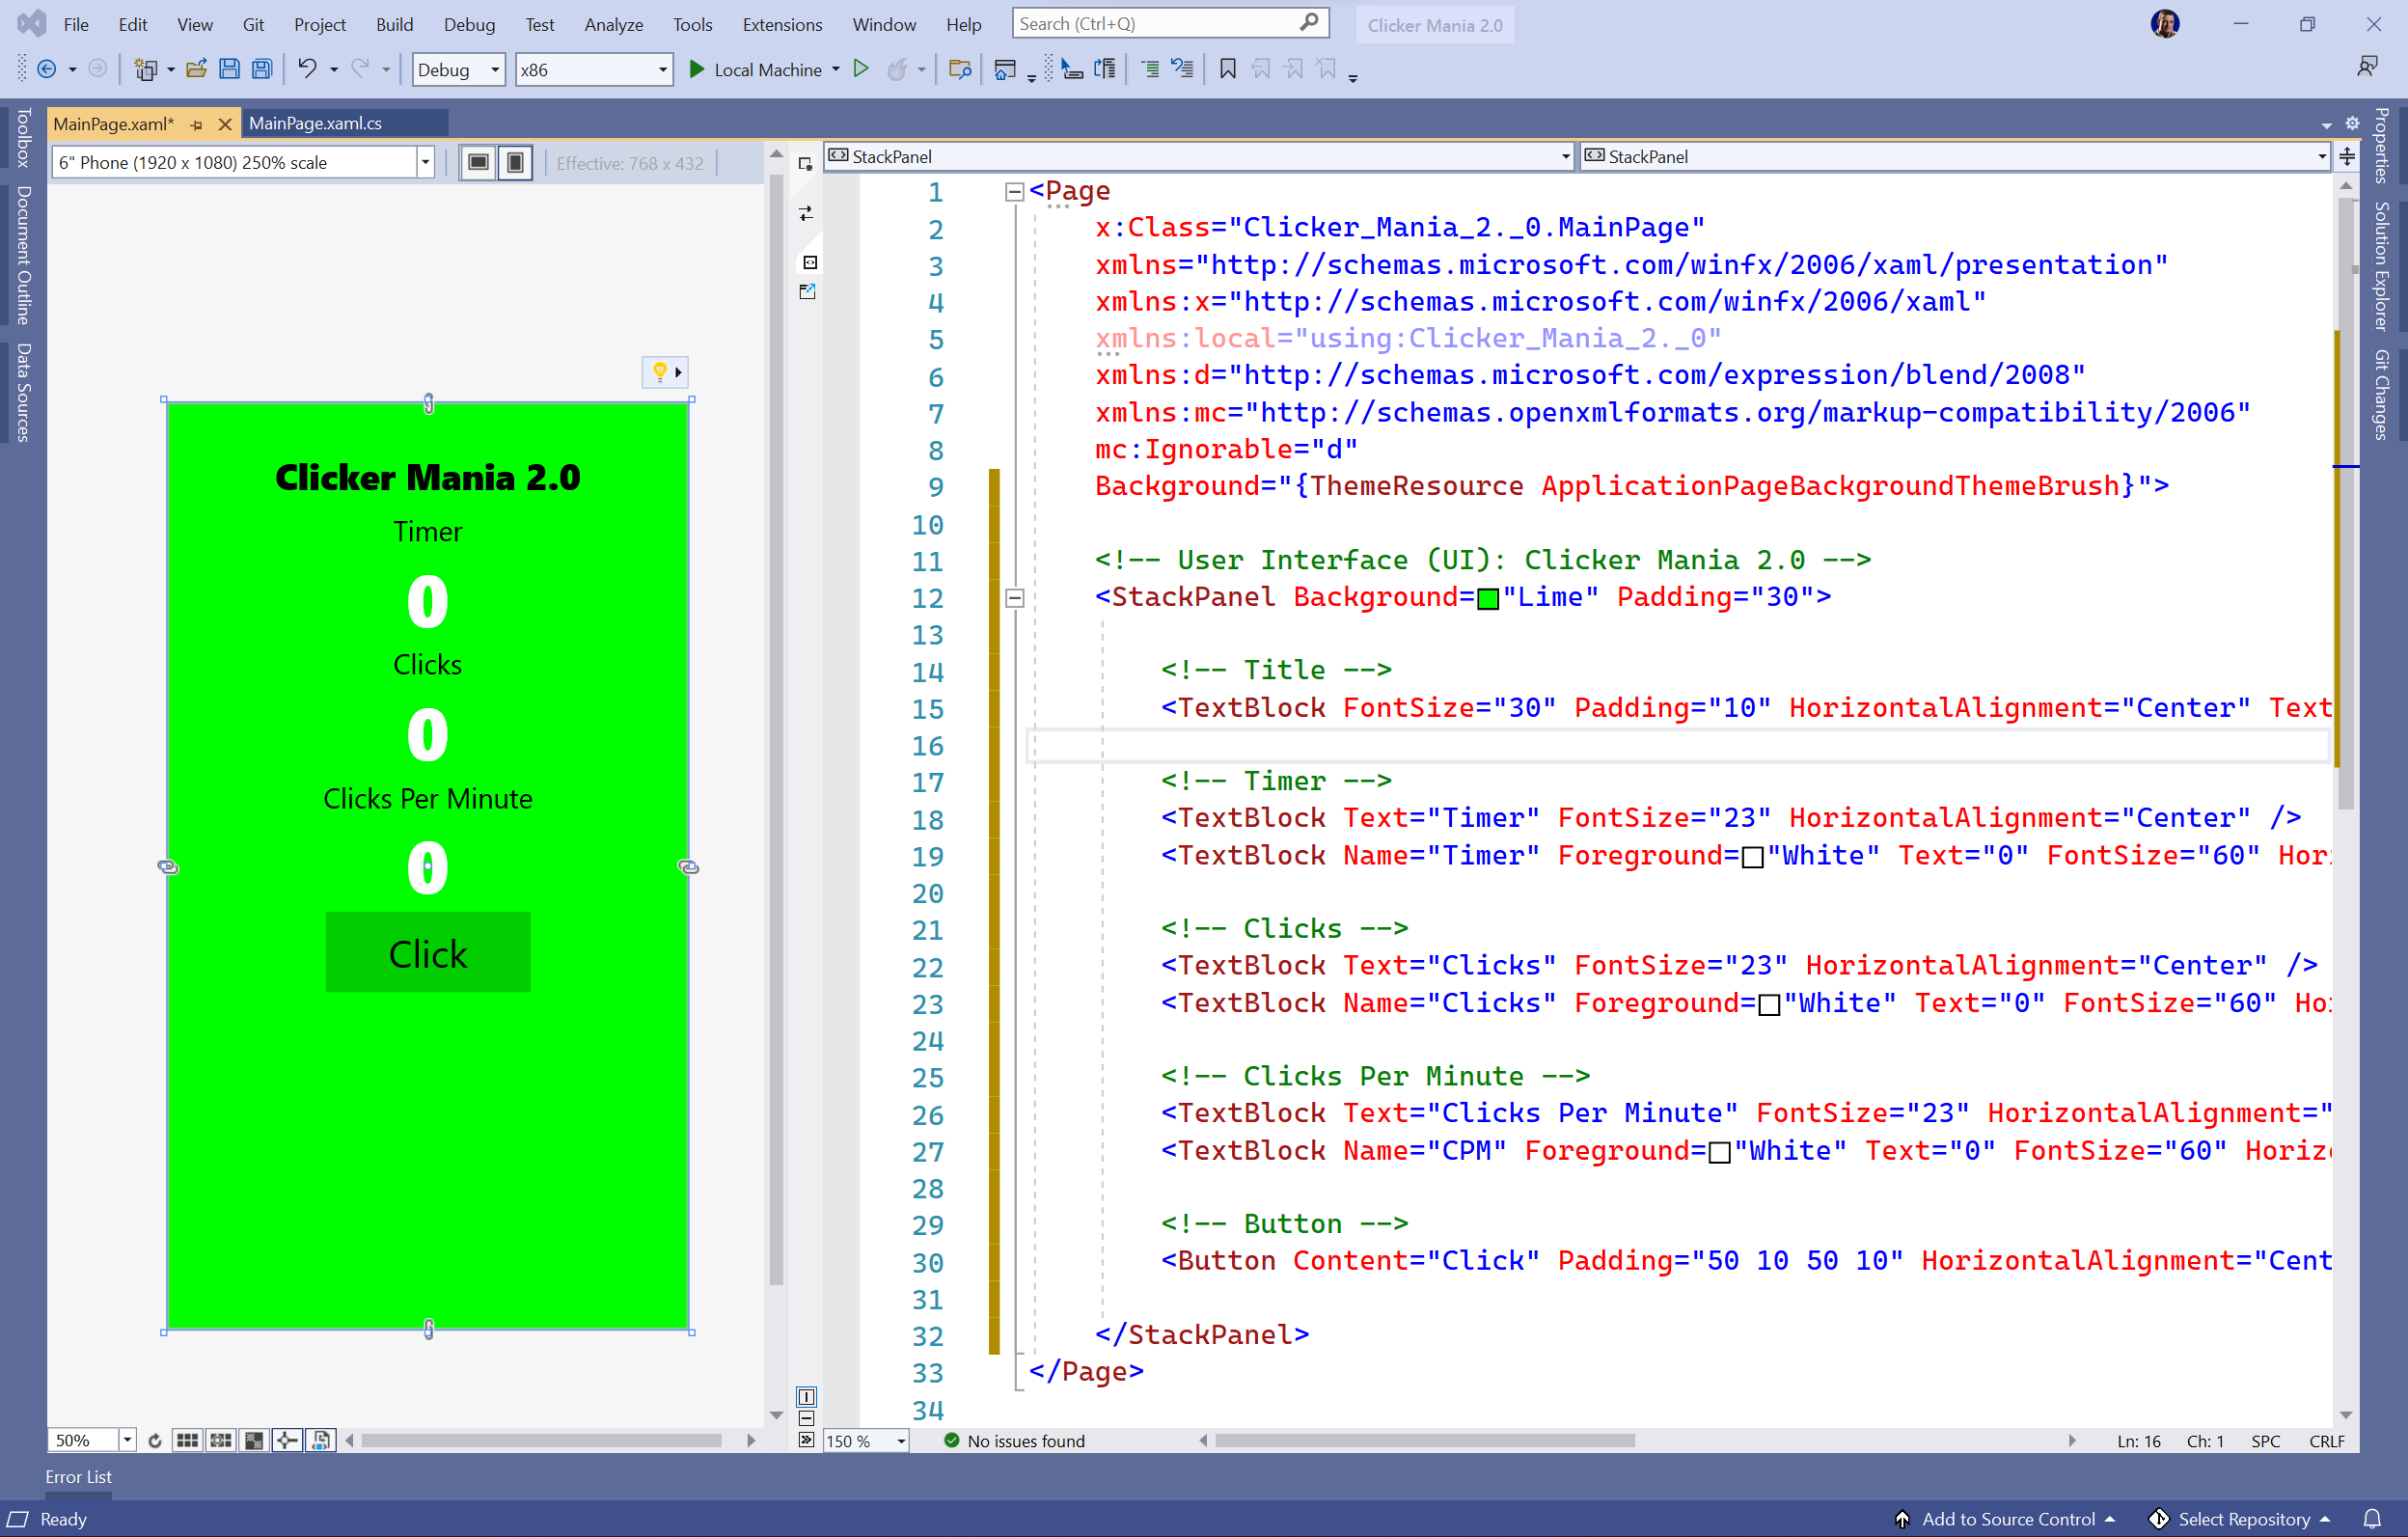 File Edit View Git Project Build Debug Test Analyze Tools Extensions Window Help Search (Ctrl+Q) Clicker Mania 2.0
Debug x86 Local Machine
Toolbox
Document Outline
Data Sources
MainPage.xaml* MainPage.xaml.cs
6" Phone (1920 x 1080) 250% scale Effective: 768 x 432
Clicker Mania 2.0
Timer
0
Clicks
0
Clicks Per Minute
0
Click
50%
StackPanel StackPanel
1 <Page
2 x:Class="Clicker_Mania_2._0.MainPage"
3 xmlns="http://schemas.microsoft.com/winfx/2006/xaml/presentation"
4 xmlns:x="http://schemas.microsoft.com/winfx/2006/xaml"
5 xmlns:local="using:Clicker_Mania_2._0"
6 xmlns:d="http://schemas.microsoft.com/expression/blend/2008"
7 xmlns:mc="http://schemas.openxmlformats.org/markup-compatibility/2006"
8 mc:Ignorable="d"
9 Background="{ThemeResource ApplicationPageBackgroundThemeBrush}">
10
11 <!-- User Interface (UI): Clicker Mania 2.0 -->
12 <StackPanel Background="Lime" Padding="30">
13
14 <!-- Title -->
15 <TextBlock FontSize="30" Padding="10" HorizontalAlignment="Center" Text
16
17 <!-- Timer -->
18 <TextBlock Text="Timer" FontSize="23" HorizontalAlignment="Center" />
19 <TextBlock Name="Timer" Foreground="White" Text="0" FontSize="60" Hori
20
21 <!-- Clicks -->
22 <TextBlock Text="Clicks" FontSize="23" HorizontalAlignment="Center" />
23 <TextBlock Name="Clicks" Foreground="White" Text="0" FontSize="60" Ho
24
25 <!-- Clicks Per Minute -->
26 <TextBlock Text="Clicks Per Minute" FontSize="23" HorizontalAlignment="
27 <TextBlock Name="CPM" Foreground="White" Text="0" FontSize="60" Horiz
28
29 <!-- Button -->
30 <Button Content="Click" Padding="50 10 50 10" HorizontalAlignment="Cent
31
32 </StackPanel>
33 </Page>
34
150 % No issues found Ln: 16 Ch: 1 SPC CRLF
Properties
Solution Explorer
Git Changes
Error List
Ready Add to Source Control Select Repository